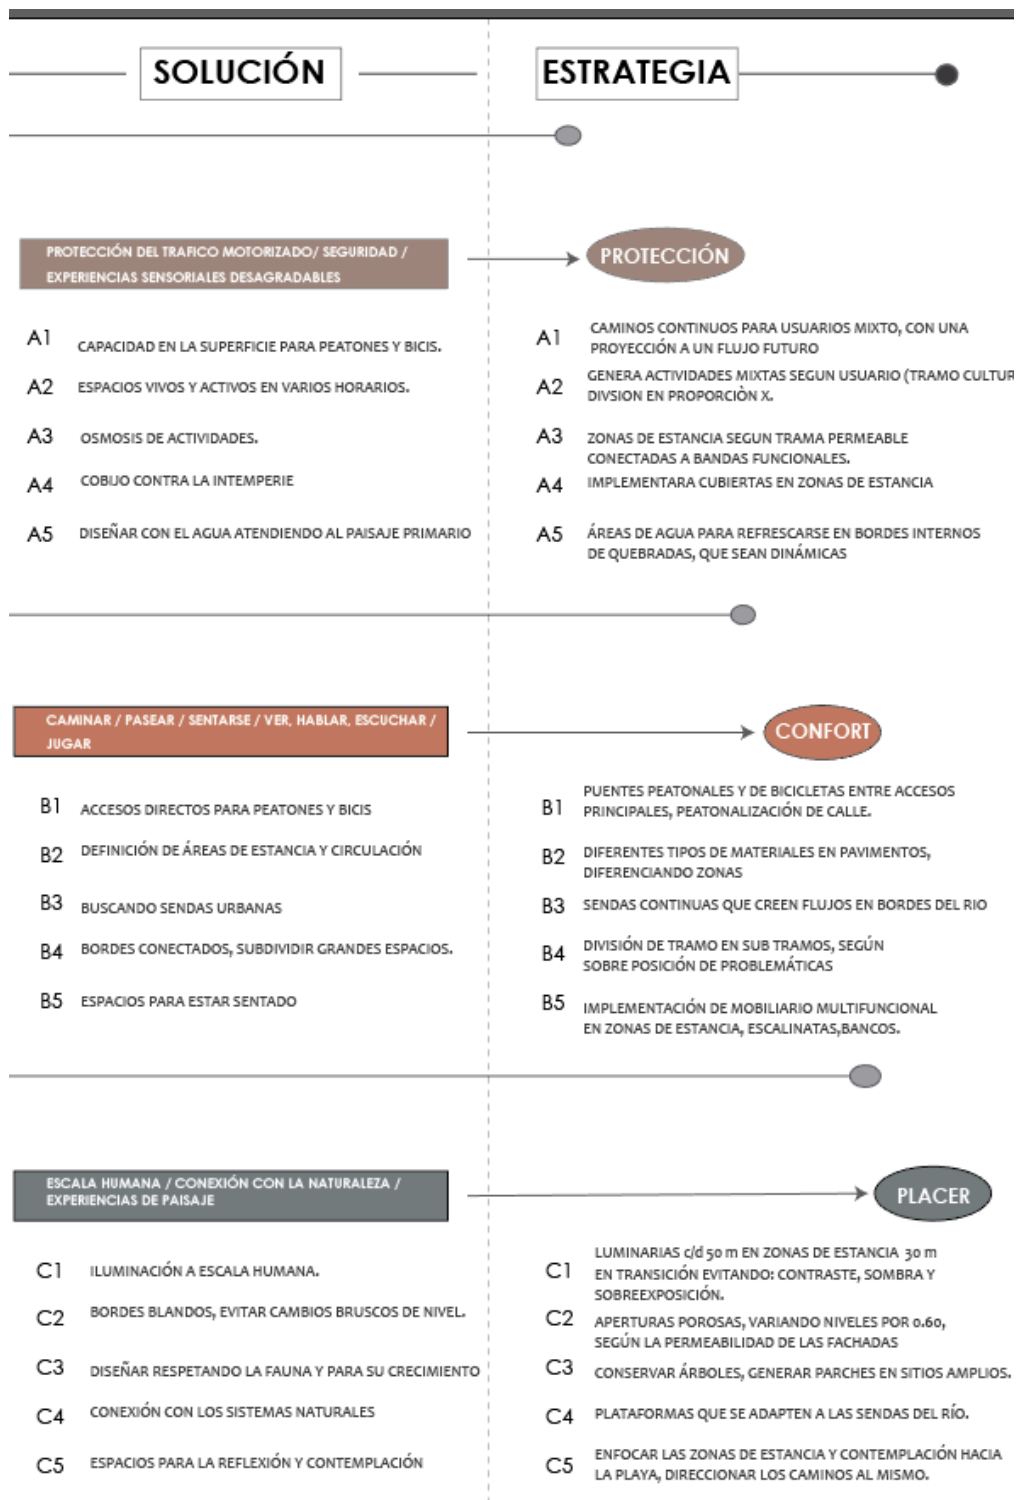 SOLUCIÓN
ESTRATEGIA
PROTECCIÓN DEL TRAFICO MOTORIZADO/ SEGURIDAD /
EXPERIENCIAS SENSORIALES DESAGRADABLES
PROTECCIÓN
A1 CAPACIDAD EN LA SUPERFICIE PARA PEATONES Y BICIS.
A2 ESPACIOS VIVOS Y ACTIVOS EN VARIOS HORARIOS.
A3 OSMOSIS DE ACTIVIDADES.
A4 COBIJO CONTRA LA INTEMPERIE
A5 DISEÑAR CON EL AGUA ATENDIENDO AL PAISAJE PRIMARIO
A1 CAMINOS CONTINUOS PARA USUARIOS MIXTO, CON UNA
PROYECCIÓN A UN FLUJO FUTURO
A2 GENERA ACTIVIDADES MIXTAS SEGUN USUARIO (TRAMO CULTUR
DIVSION EN PROPORCIÒN X.
A3 ZONAS DE ESTANCIA SEGUN TRAMA PERMEABLE
CONECTADAS A BANDAS FUNCIONALES.
A4 IMPLEMENTARA CUBIERTAS EN ZONAS DE ESTANCIA
A5 ÁREAS DE AGUA PARA REFRESCARSE EN BORDES INTERNOS
DE QUEBRADAS, QUE SEAN DINÁMICAS
CAMINAR / PASEAR / SENTARSE / VER, HABLAR, ESCUCHAR /
JUGAR
CONFORT
B1 ACCESOS DIRECTOS PARA PEATONES Y BICIS
B2 DEFINICIÓN DE ÁREAS DE ESTANCIA Y CIRCULACIÓN
B3 BUSCANDO SENDAS URBANAS
B4 BORDES CONECTADOS, SUBDIVIDIR GRANDES ESPACIOS.
B5 ESPACIOS PARA ESTAR SENTADO
B1 PUENTES PEATONALES Y DE BICICLETAS ENTRE ACCESOS
PRINCIPALES, PEATONALIZACIÓN DE CALLE.
B2 DIFERENTES TIPOS DE MATERIALES EN PAVIMENTOS,
DIFERENCIANDO ZONAS
B3 SENDAS CONTINUAS QUE CREEN FLUJOS EN BORDES DEL RIO
B4 DIVISIÓN DE TRAMO EN SUB TRAMOS, SEGÚN
SOBRE POSICIÓN DE PROBLEMÁTICAS
B5 IMPLEMENTACIÓN DE MOBILIARIO MULTIFUNCIONAL
EN ZONAS DE ESTANCIA, ESCALINATAS,BANCOS.
ESCALA HUMANA / CONEXIÓN CON LA NATURALEZA /
EXPERIENCIAS DE PAISAJE
PLACER
C1 ILUMINACIÓN A ESCALA HUMANA.
C2 BORDES BLANDOS, EVITAR CAMBIOS BRUSCOS DE NIVEL.
C3 DISEÑAR RESPETANDO LA FAUNA Y PARA SU CRECIMIENTO
C4 CONEXIÓN CON LOS SISTEMAS NATURALES
C5 ESPACIOS PARA LA REFLEXIÓN Y CONTEMPLACIÓN
C1 LUMINARIAS c/d 50 m EN ZONAS DE ESTANCIA 30 m
EN TRANSICIÓN EVITANDO: CONTRASTE, SOMBRA Y
SOBREEXPOSICIÓN.
C2 APERTURAS POROSAS, VARIANDO NIVELES POR 0.60,
SEGÚN LA PERMEABILIDAD DE LAS FACHADAS
C3 CONSERVAR ÁRBOLES, GENERAR PARCHES EN SITIOS AMPLIOS.
C4 PLATAFORMAS QUE SE ADAPTEN A LAS SENDAS DEL RÍO.
C5 ENFOCAR LAS ZONAS DE ESTANCIA Y CONTEMPLACIÓN HACIA
LA PLAYA, DIRECCIONAR LOS CAMINOS AL MISMO.